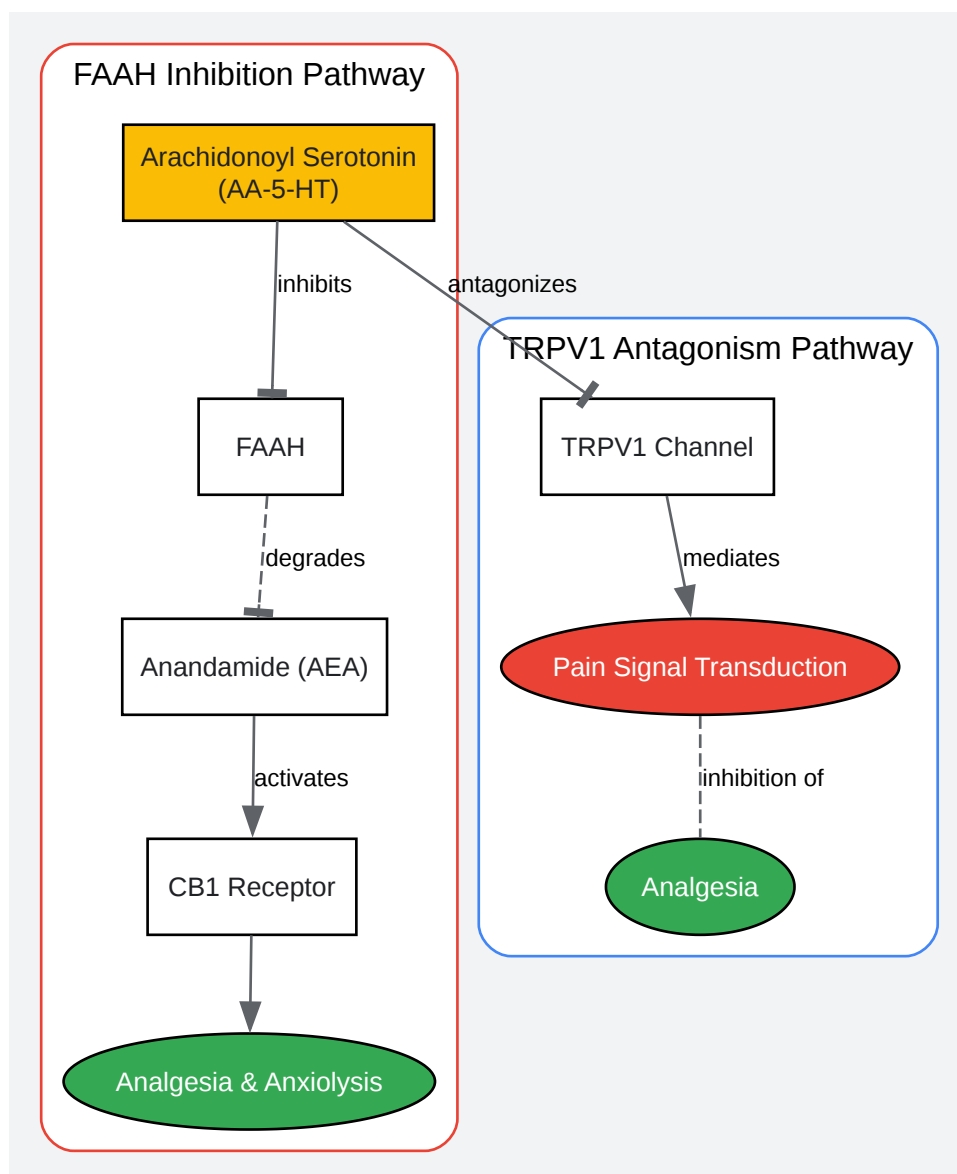 FAAH Inhibition Pathway
Arachidonoyl Serotonin
(AA-5-HT)
inhibits
antagonizes
TRPV1 Antagonism Pathway
FAAH
TRPV1 Channel
degrades
mediates
Anandamide (AEA)
Pain Signal Transduction
activates
inhibition of
CB1 Receptor
Analgesia
Analgesia & Anxiolysis